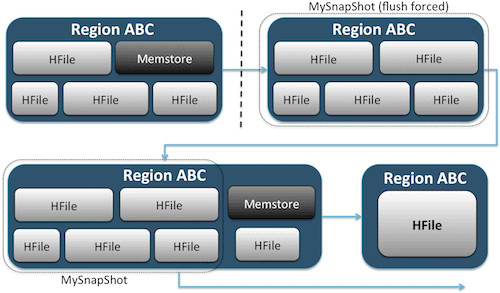 MySnapShot (flush forced)
Region ABC
HFile Memstore
HFile HFile HFile
Region ABC
HFile HFile
HFile HFile HFile
Region ABC
HFile HFile Memstore
HFile HFile HFile HFile
MySnapShot
Region ABC
HFile